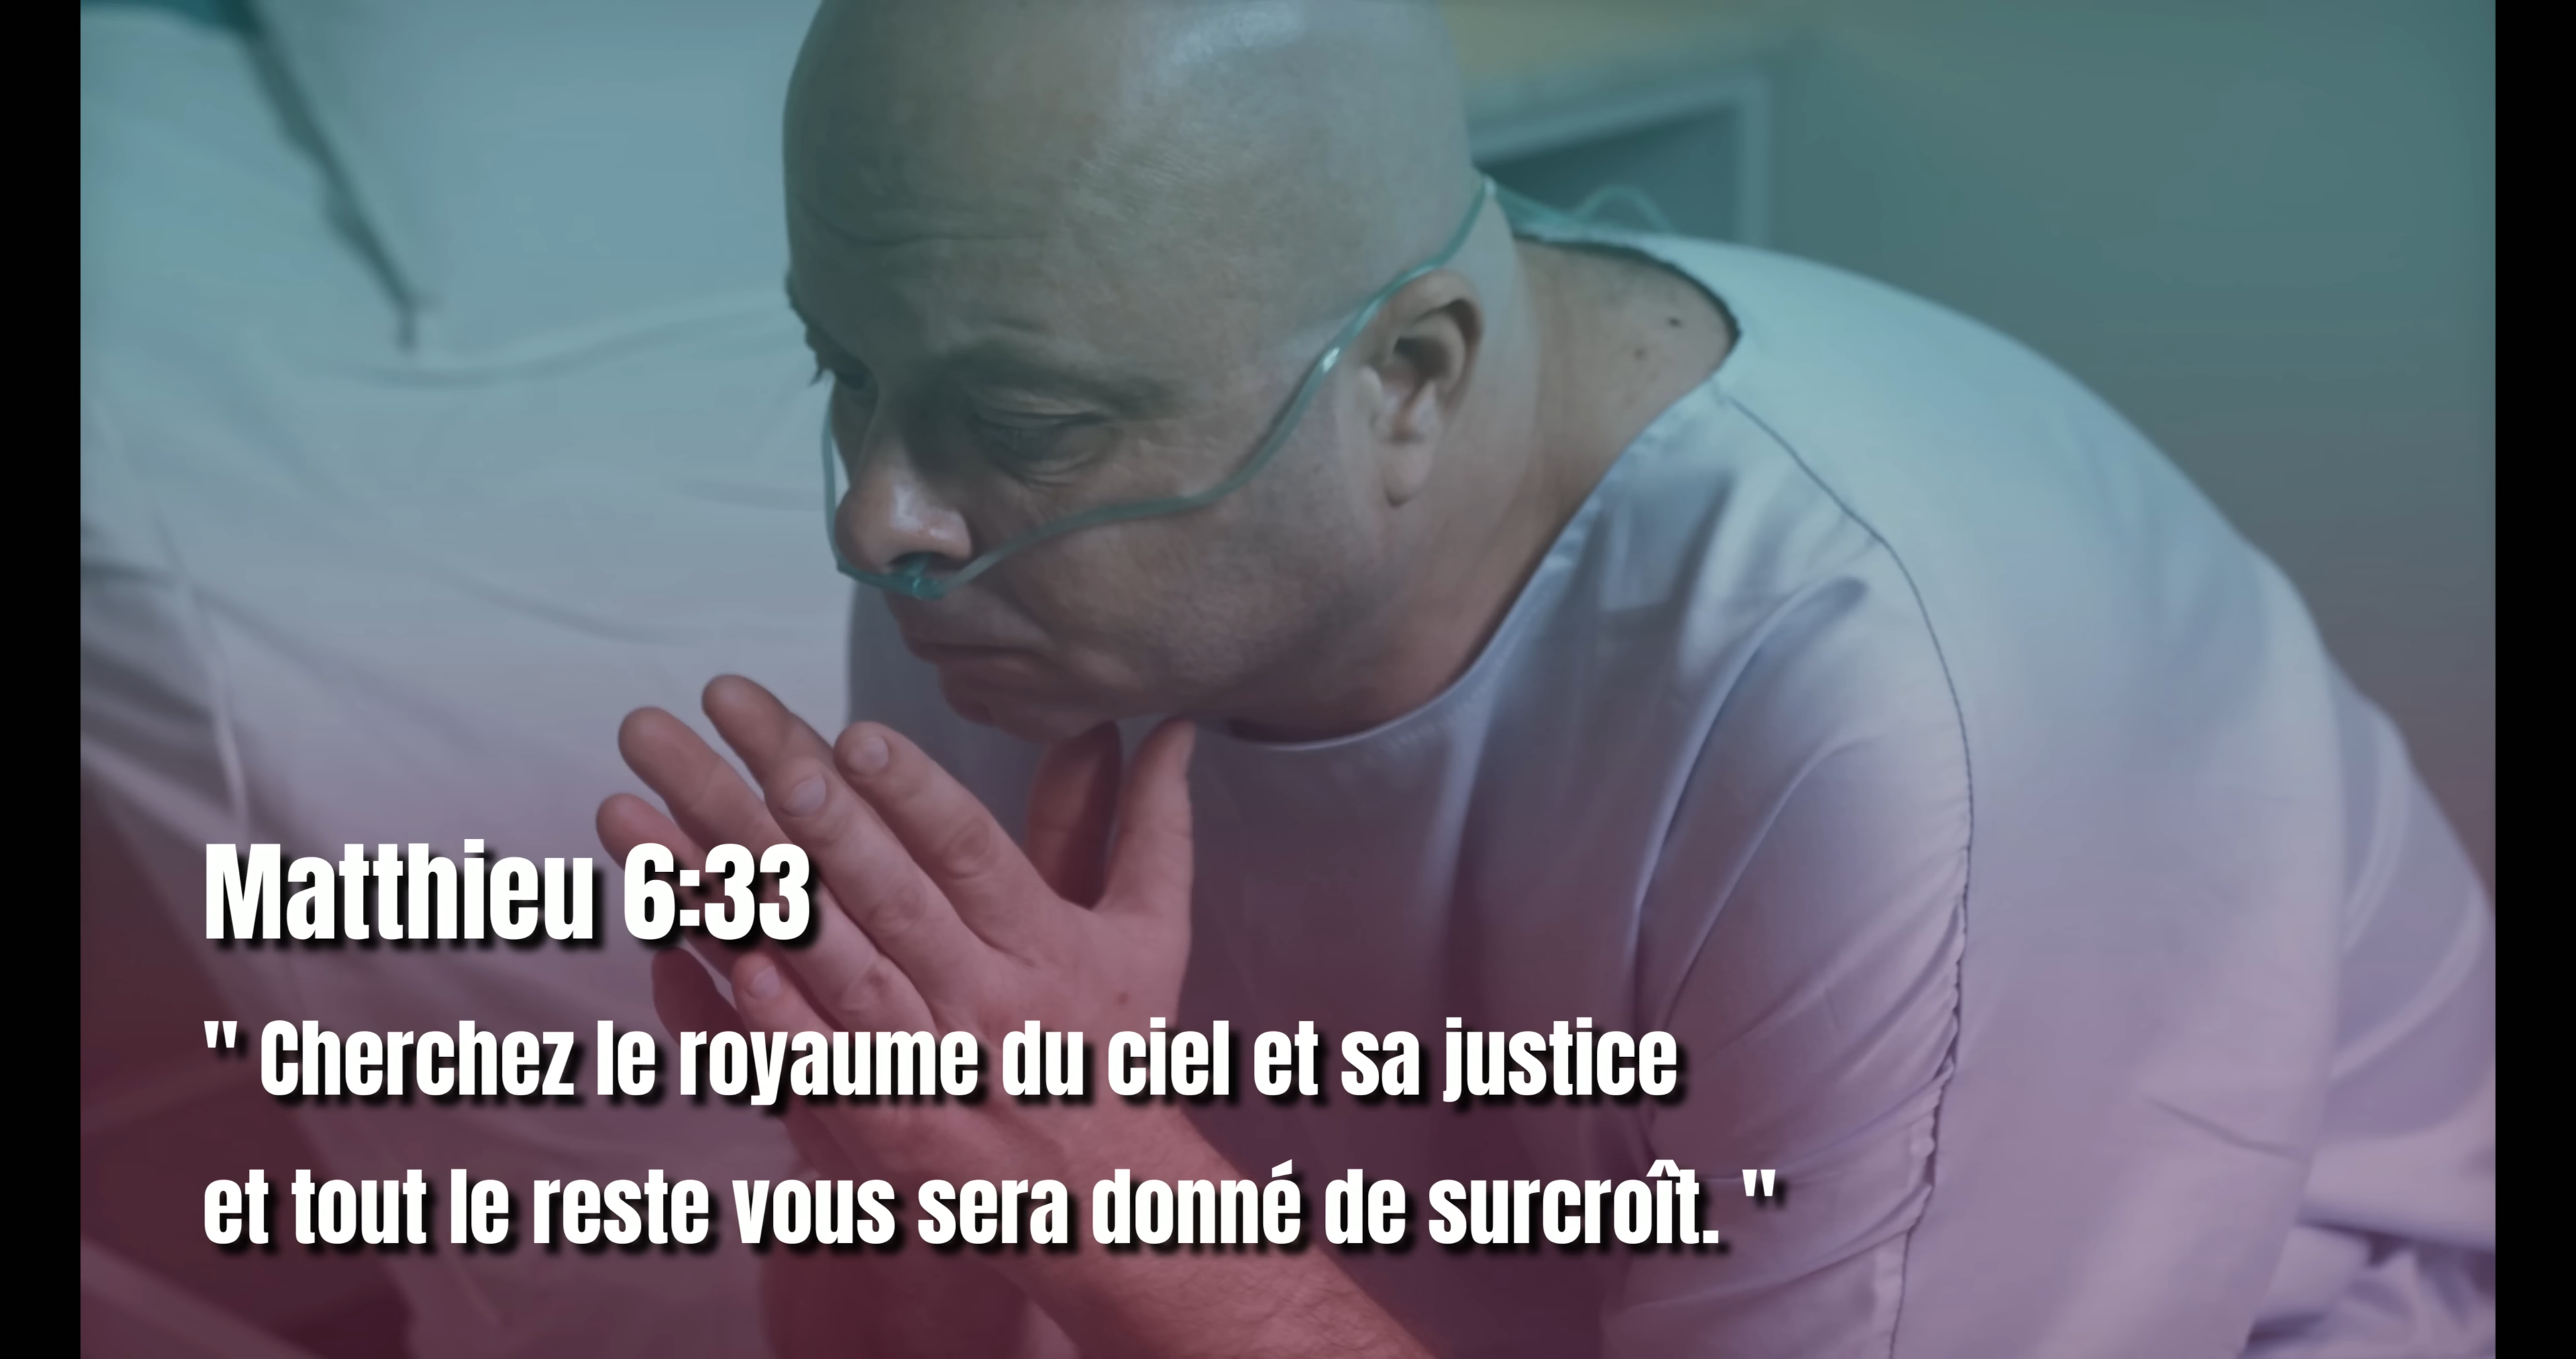 Matthieu 6:33
" Cherchez le royaume du ciel et sa justice
et tout le reste vous sera donné de surcroît. "